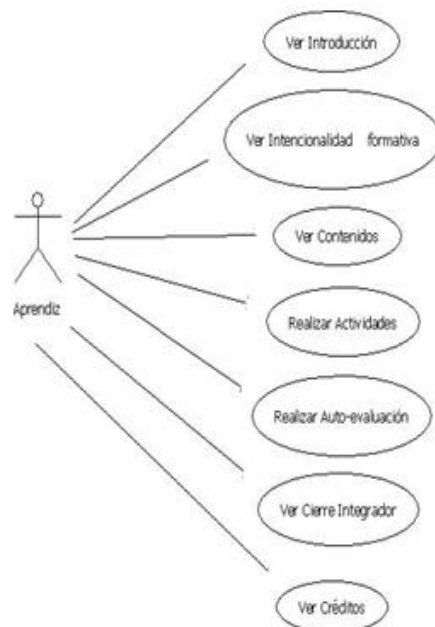 Ver Introducción
Ver Intencionalidad formativa
Ver Contenidos
Aprendiz
Realizar Actividades
Realizar Auto-evaluación
Ver Cierre Integrador
Ver Créditos